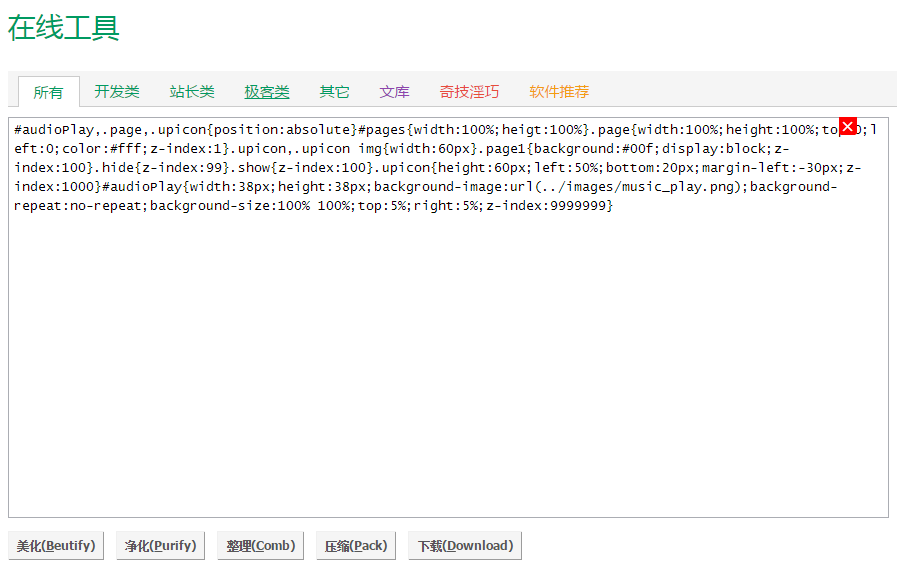 在线工具
所有 开发类 站长类 极客类 其它 文库 奇技淫巧 软件推荐
#audioPlay,.page,.upicon{position:absolute}#pages{width:100%;heigt:100%}.page{width:100%;height:100%;to 0;l
eft:0;color:#fff;z-index:1}.upicon,.upicon img{width:60px}.page1{background:#00f;display:block;z-
index:100}.hide{z-index:99}.show{z-index:100}.upicon{height:60px;left:50%;bottom:20px;margin-left:-30px;z-
index:1000}#audioPlay{width:38px;height:38px;background-image:url(../images/music_play.png);background-
repeat:no-repeat;background-size:100% 100%;top:5%;right:5%;z-index:9999999}
美化(Beutify) 净化(Purify) 整理(Comb) 压缩(Pack) 下载(Download)